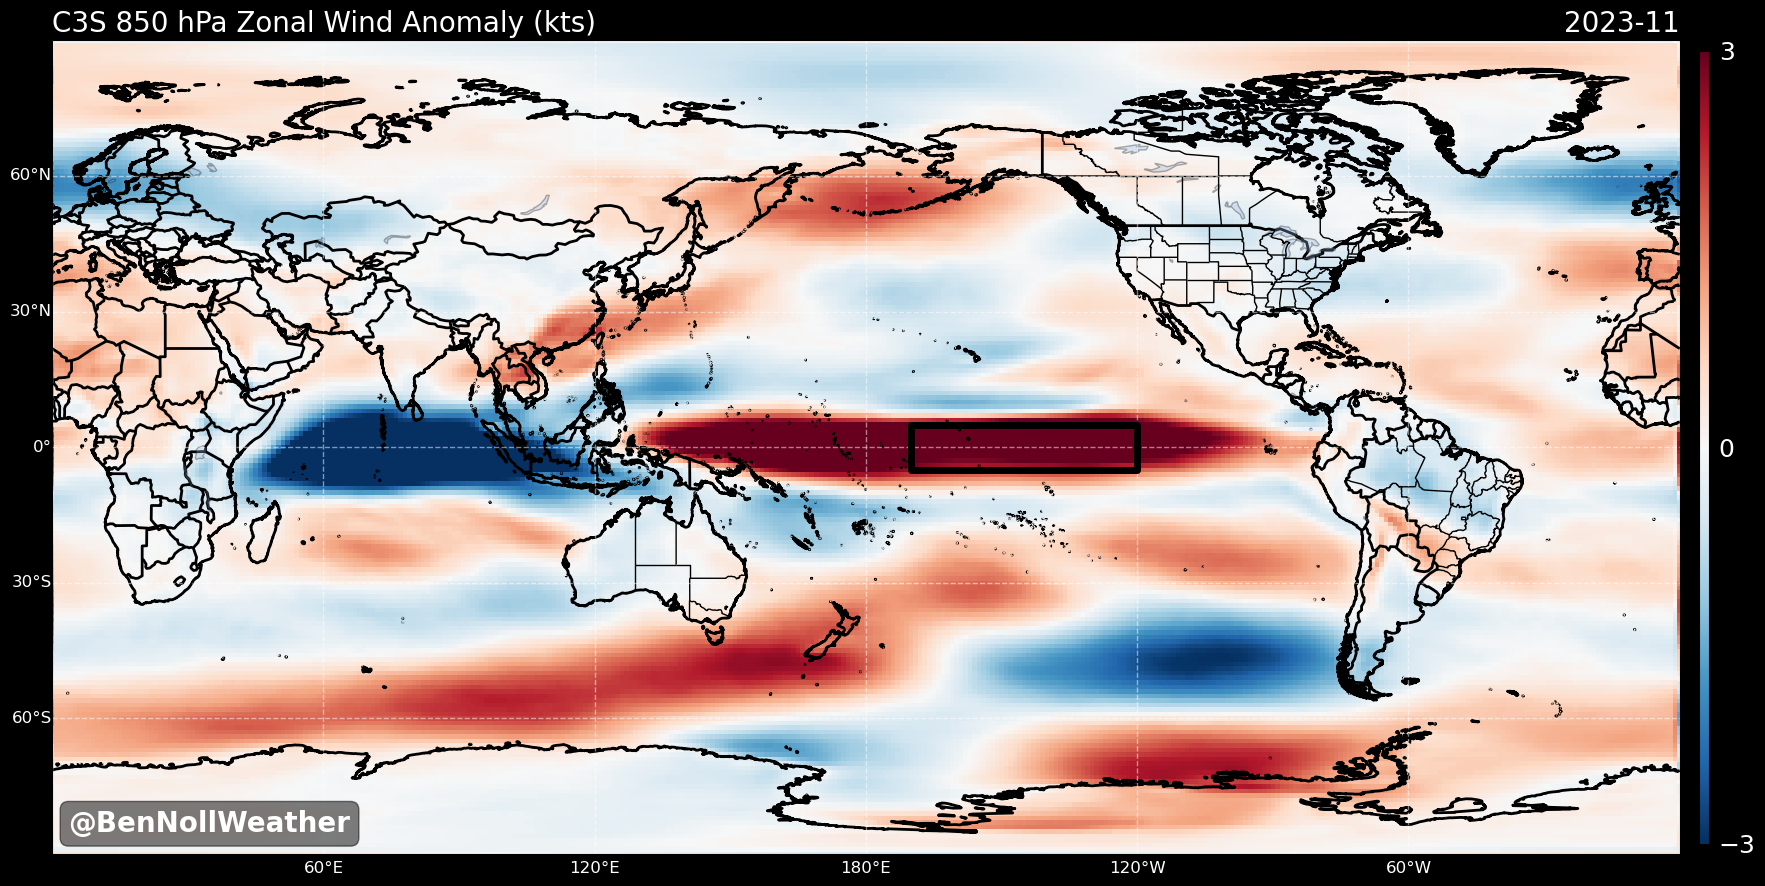 C3S 850 hPa Zonal Wind Anomaly (kts)
2023-11
3
60°N
30°N
0°
0
30°S
60°S
@BenNollWeather
−3
60°E
120°E
180°E
120°W
60°W